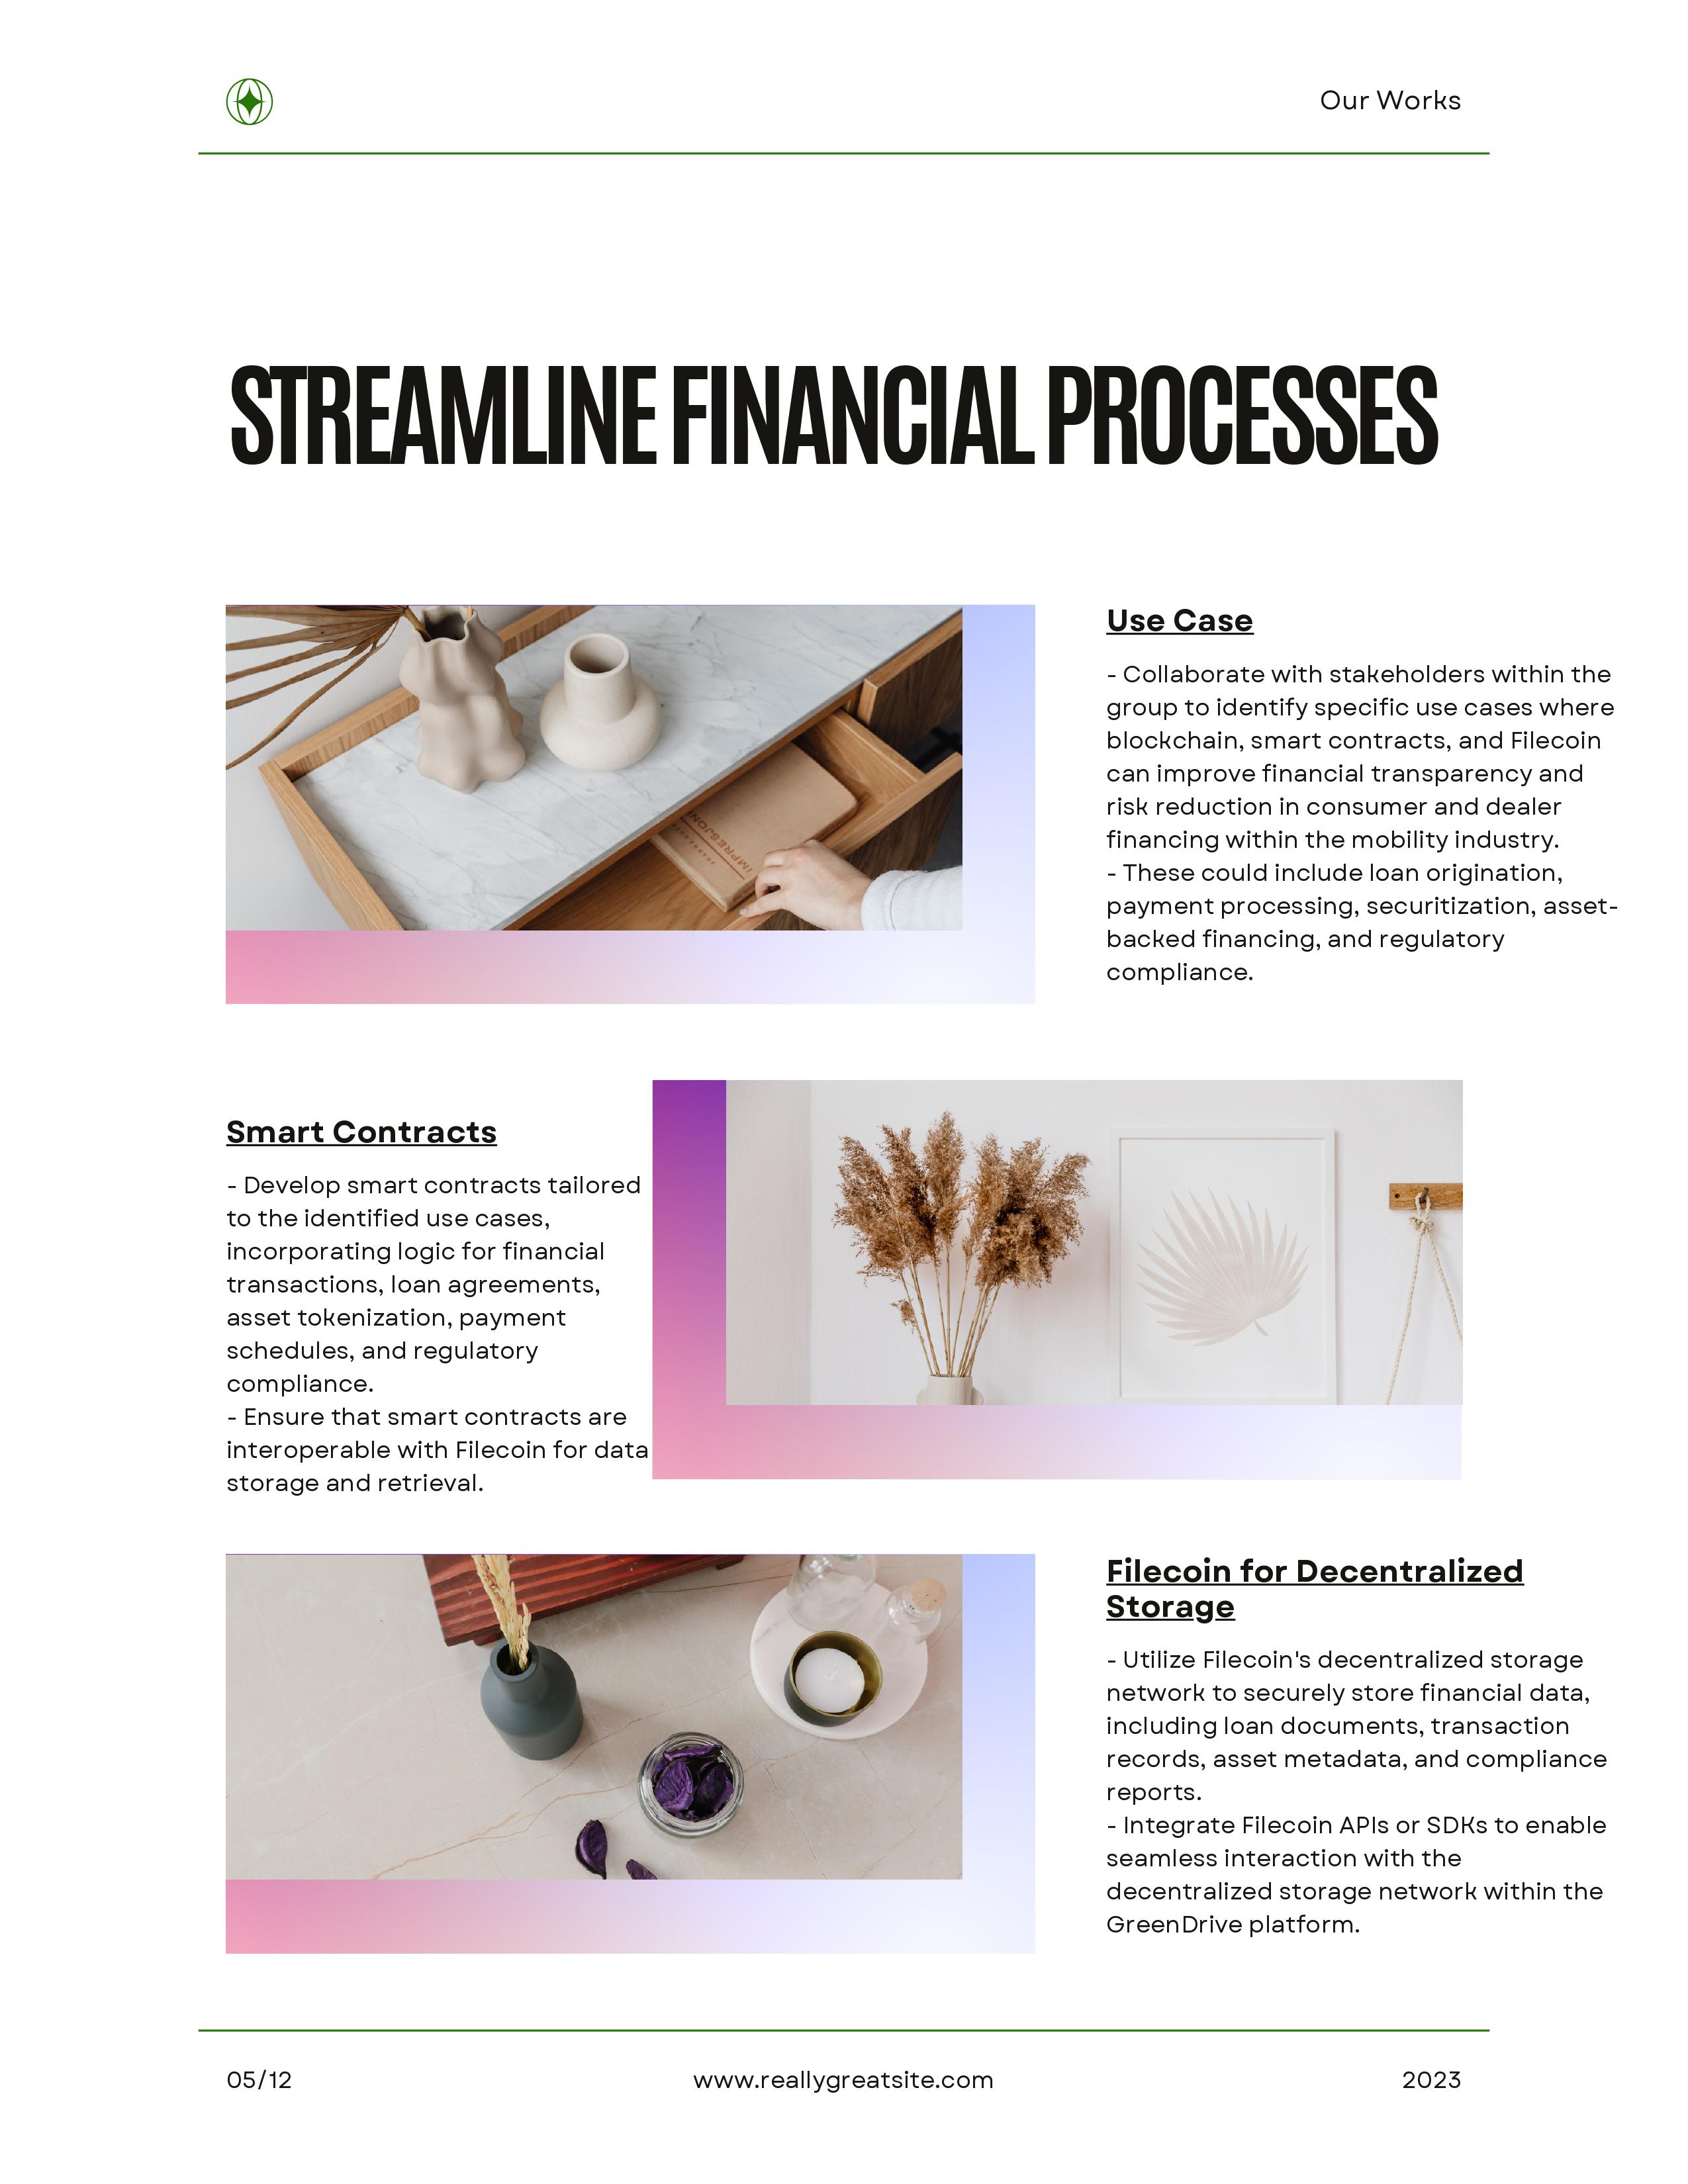 Our Works
STREAMLINE FINANCIAL PROCESSES
Use Case
- Collaborate with stakeholders within the
group to identify specific use cases where
blockchain, smart contracts, and Filecoin
can improve financial transparency and
risk reduction in consumer and dealer
financing within the mobility industry.
- These could include loan origination,
payment processing, securitization, asset-
backed financing, and regulatory
compliance.
IMPRESJON
Smart Contracts
- Develop smart contracts tailored
to the identified use cases,
incorporating logic for financial
transactions, loan agreements,
asset tokenization, payment
schedules, and regulatory
compliance.
- Ensure that smart contracts are
interoperable with Filecoin for data
storage and retrieval.
Filecoin for Decentralized
Storage
- Utilize Filecoin's decentralized storage
network to securely store financial data,
including loan documents, transaction
records, asset metadata, and compliance
reports.
- Integrate Filecoin APIs or SDKs to enable
seamless interaction with the
decentralized storage network within the
GreenDrive platform.
05/12
www.reallygreatsite.com
2023